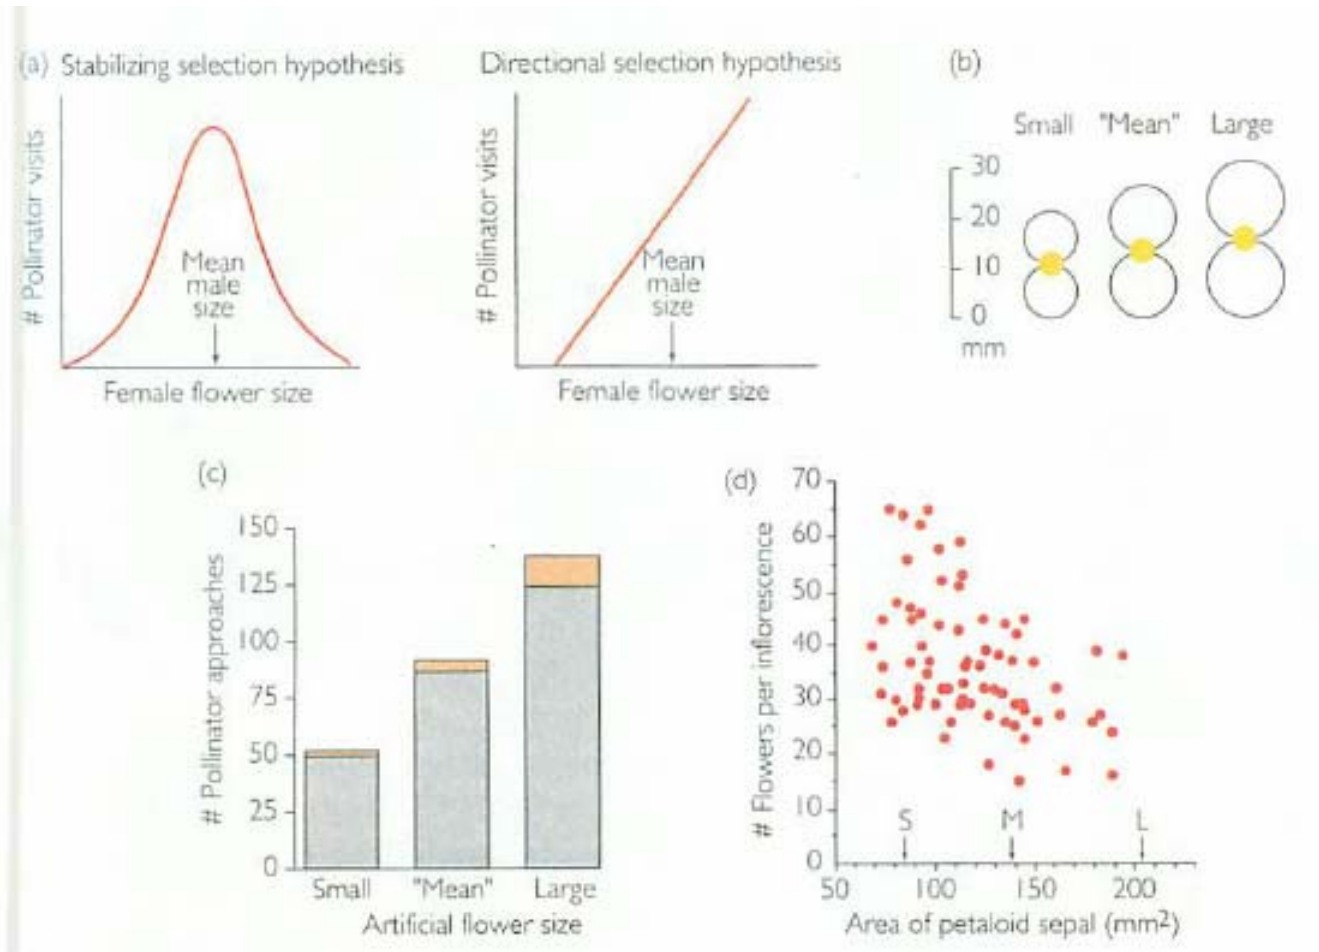 (a) Stabilizing selection hypothesis
# Pollinator visits
Mean
male
size
Female flower size
Directional selection hypothesis
# Pollinator visits
Mean
male
size
Female flower size
(b)
Small "Mean" Large
30
20
10
0
mm
(c)
# Pollinator approaches
150
125
100
75
50
25
0
Small "Mean" Large
Artificial flower size
(d)
# Flowers per inflorescence
70
60
50
40
30
20
10
0
S M L
50 100 150 200
Area of petaloid sepal (mm²)